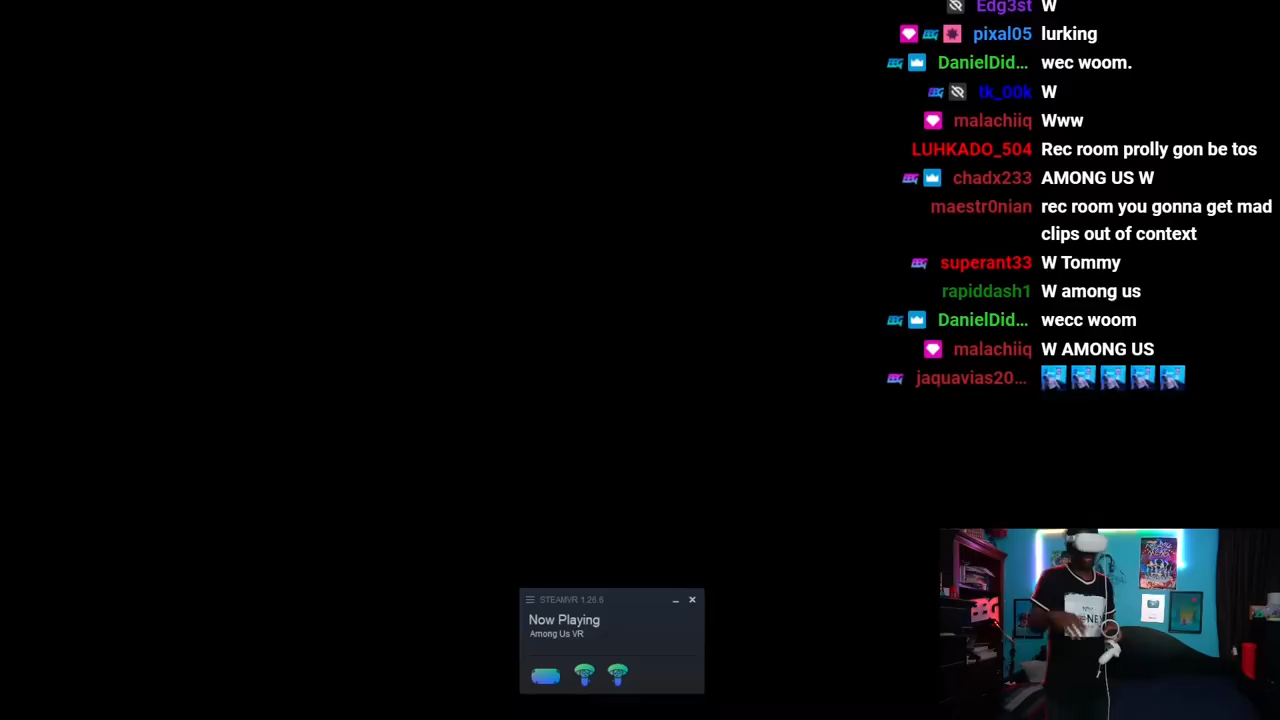 Edg3st W
pixal05 lurking
DanielDid... wec woom.
tk_00k W
malachiiq Www
LUHKADO_504 Rec room prolly gon be tos
chadx233 AMONG US W
maestr0nian rec room you gonna get mad
clips out of context
superant33 W Tommy
rapiddash1 W among us
DanielDid... wecc woom
malachiiq W AMONG US
jaquavias20...
STEAMVR 1.26.6
Now Playing
Among Us VR